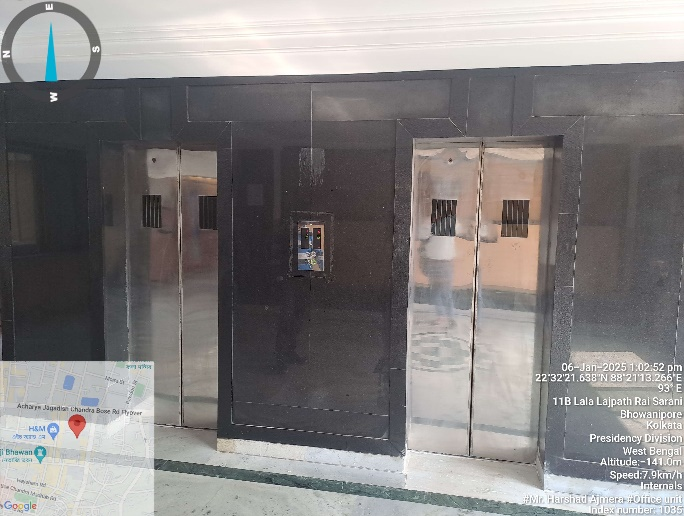 E
N
S
W
06-Jan-2025 1:02:52 pm
22°32'21.638"N 88°21'13.266"E
93° E
11B Lala Lajpath Rai Sarani
Bhowanipore
Kolkata
Presidency Division
West Bengal
Altitude:-141.0m
Speed:7.9km/h
Internals
#Mr. Harshad Ajmera-#Office unit
Index number: 1035
Acharya Jagadish Chandra Bose Rd Flyover
H&M
Bhawan
Google